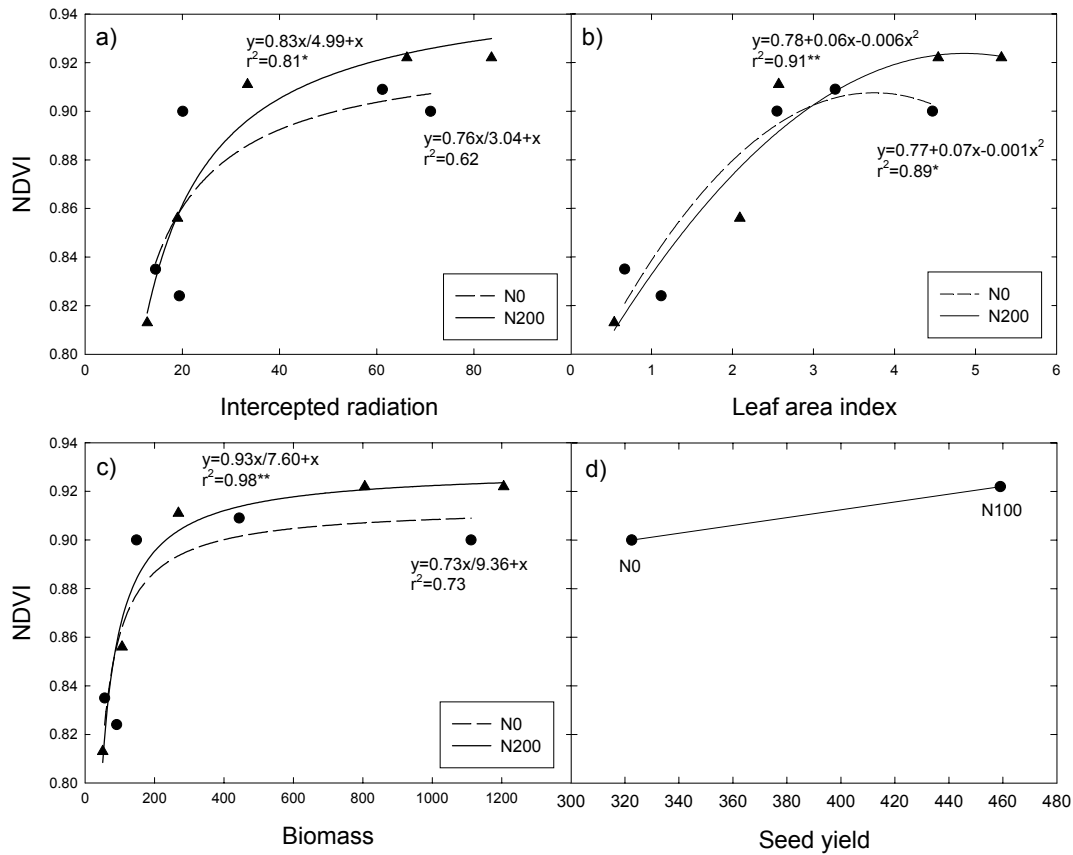 a)
y=0.83x/4.99+x
r²=0.81*
y=0.76x/3.04+x
r²=0.62
N0
N200
NDVI
0.94
0.92
0.90
0.88
0.86
0.84
0.82
0.80
0 20 40 60 80
Intercepted radiation
b)
y=0.78+0.06x-0.006x²
r²=0.91**
y=0.77+0.07x-0.001x²
r²=0.89*
N0
N200
0 1 2 3 4 5 6
Leaf area index
c)
y=0.93x/7.60+x
r²=0.98**
y=0.73x/9.36+x
r²=0.73
N0
N200
NDVI
0.94
0.92
0.90
0.88
0.86
0.84
0.82
0.80
0 200 400 600 800 1000 1200
Biomass
d)
N100
N0
300 320 340 360 380 400 420 440 460 480
Seed yield